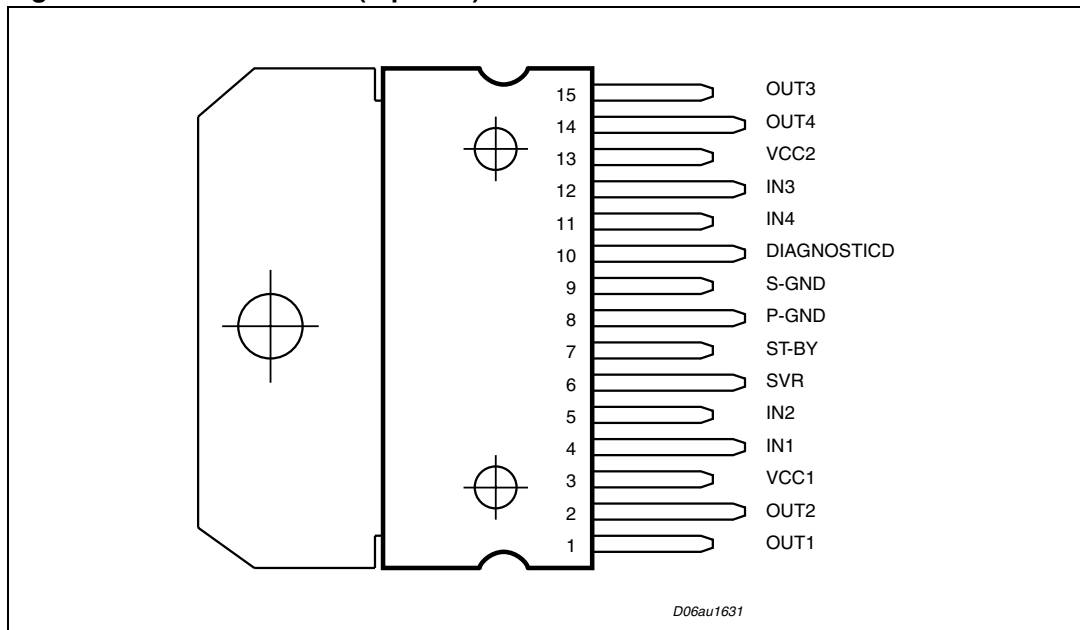 15 OUT3
14 OUT4
13 VCC2
12 IN3
11 IN4
10 DIAGNOSTICD
9 S-GND
8 P-GND
7 ST-BY
6 SVR
5 IN2
4 IN1
3 VCC1
2 OUT2
1 OUT1
D06au1631